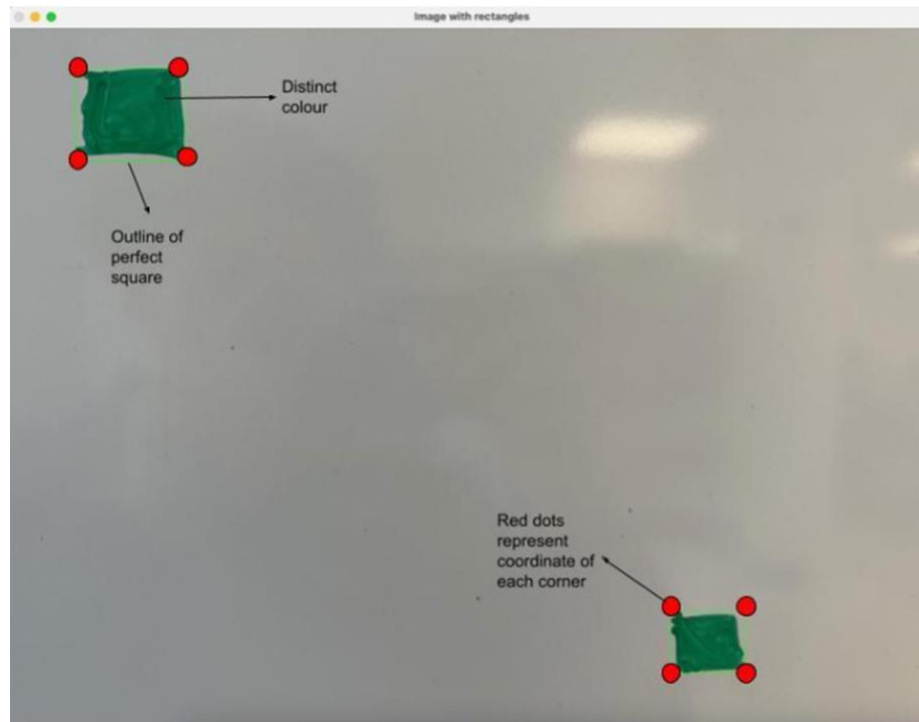 Image with rectangles
Distinct
colour
Outline of
perfect
square
Red dots
represent
coordinate of
each corner